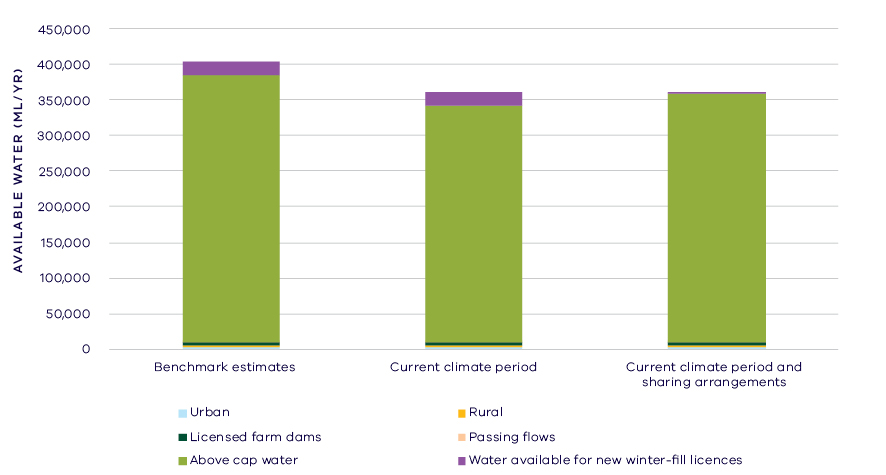 450,000
400,000
350,000
300,000
250,000
200,000
150,000
100,000
50,000
0
AVAILABLE WATER (ML/YR)
Benchmark estimates
Current climate period
Current climate period and
sharing arrangements
Urban
Rural
Licensed farm dams
Passing flows
Above cap water
Water available for new winter-fill licences